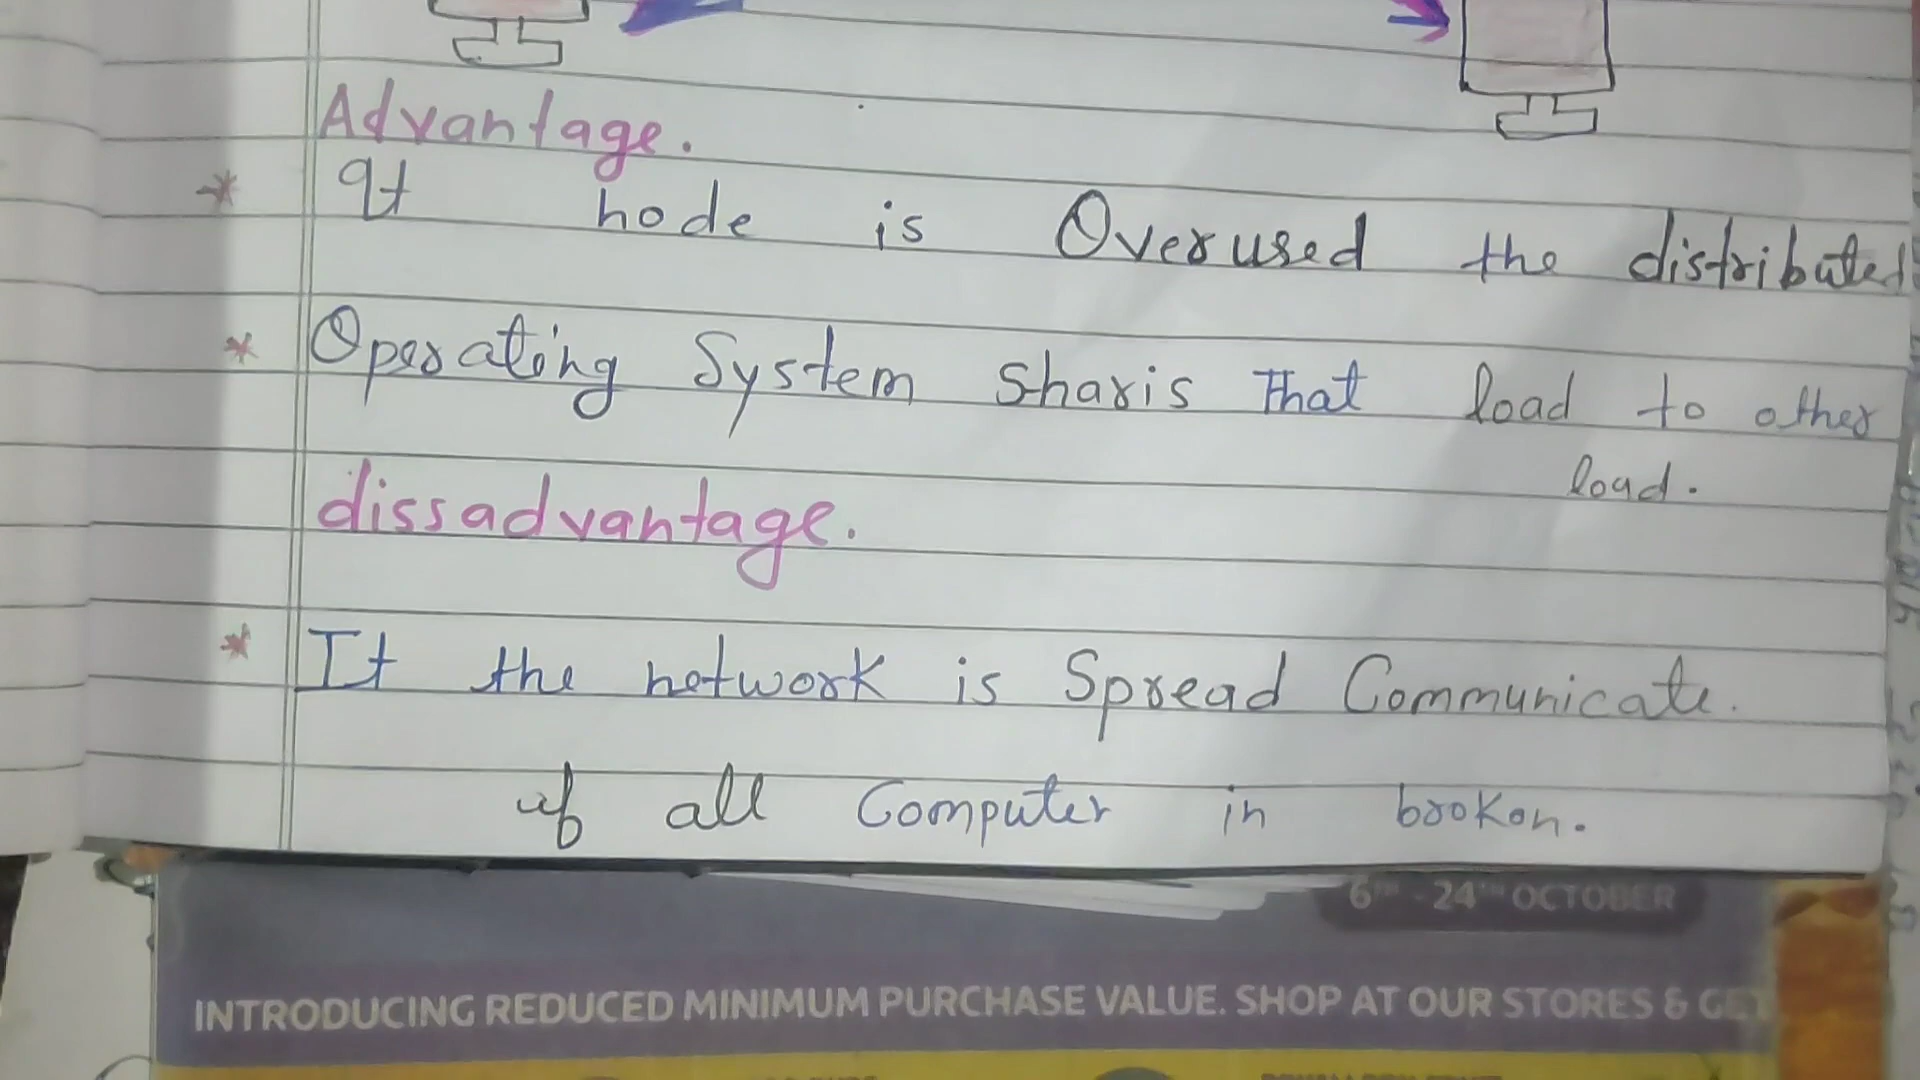 Advantage.
* It node is Overused the distributed
* Operating System sharis that load to other
load.
dissadvantage.
* It the network is Spread Communicate.
of all Computer in broken.
6TH - 24TH OCTOBER
INTRODUCING REDUCED MINIMUM PURCHASE VALUE. SHOP AT OUR STORES & GET